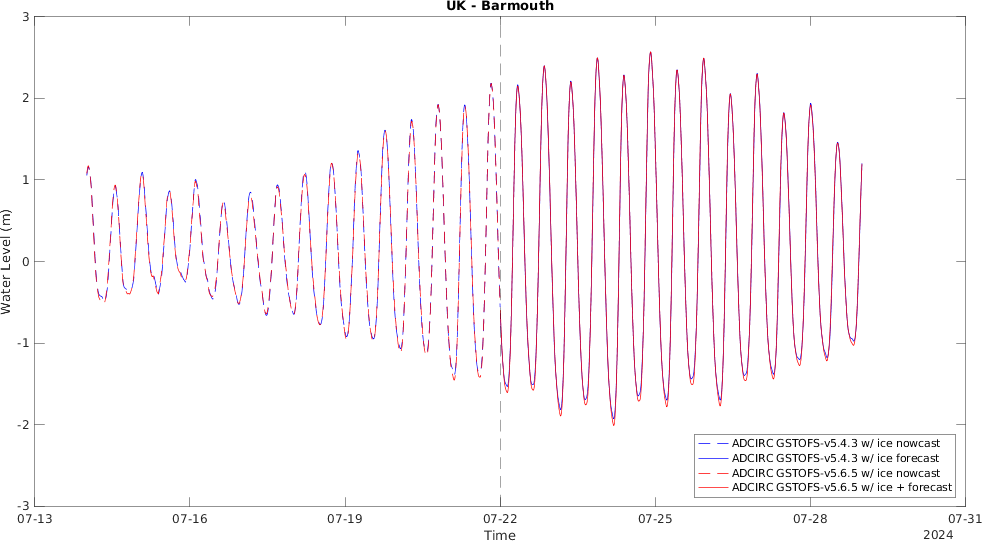 UK - Barmouth
3
2
1
0
-1
-2
-3
Water Level (m)
ADCIRC GSTOFS-v5.4.3 w/ ice nowcast
ADCIRC GSTOFS-v5.4.3 w/ ice forecast
ADCIRC GSTOFS-v5.6.5 w/ ice nowcast
ADCIRC GSTOFS-v5.6.5 w/ ice + forecast
07-13 07-16 07-19 07-22 07-25 07-28 07-31
Time
2024